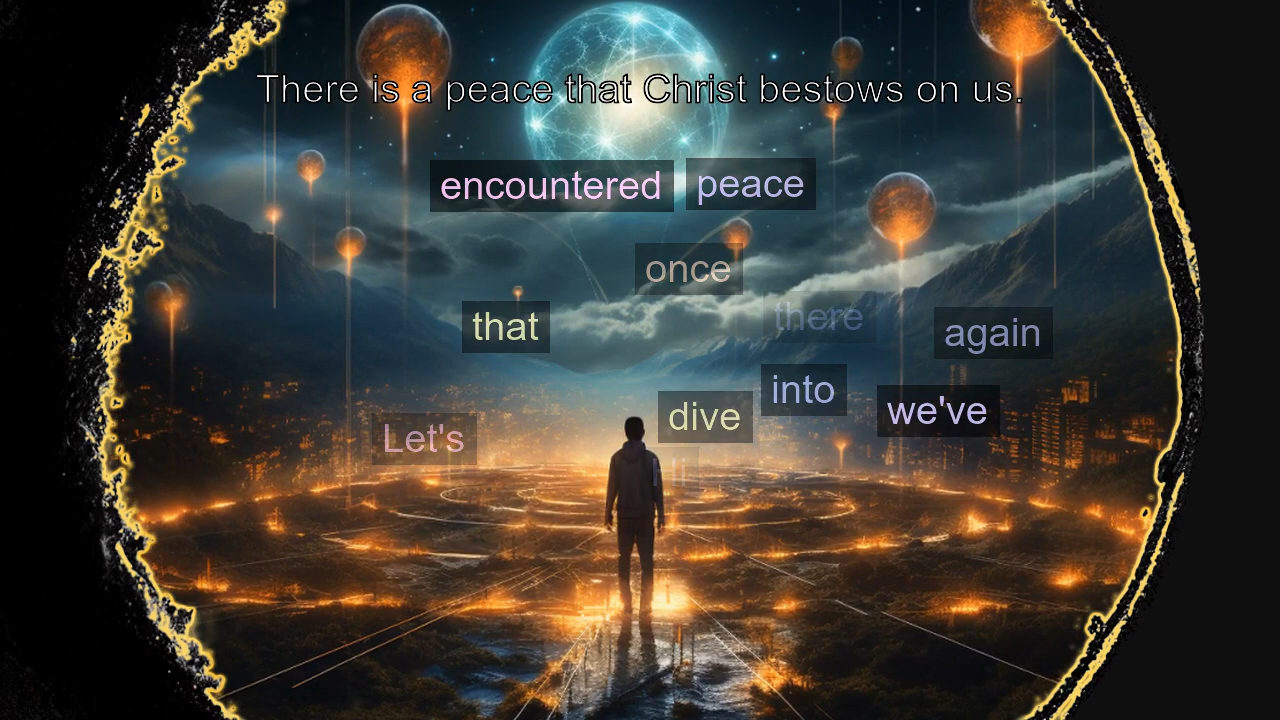 There is a peace that Christ bestows on us.
encountered peace
once
that there again
into
dive we've
Let's